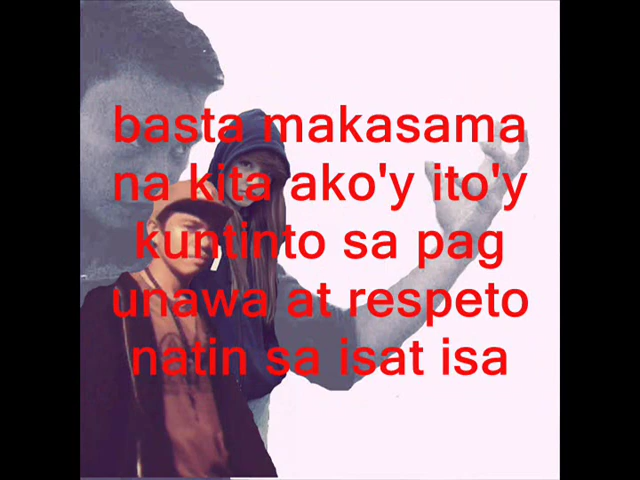 basta makasama
na kita ako'y ito'y
kuntinto sa pag
unawa at respeto
natin sa isat isa